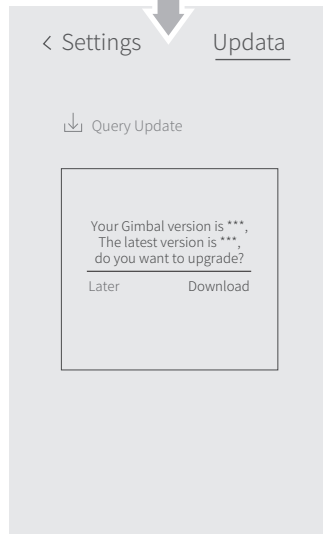 < Settings Updata
Query Update
Your Gimbal version is ***,
The latest version is ***,
do you want to upgrade?
Later Download